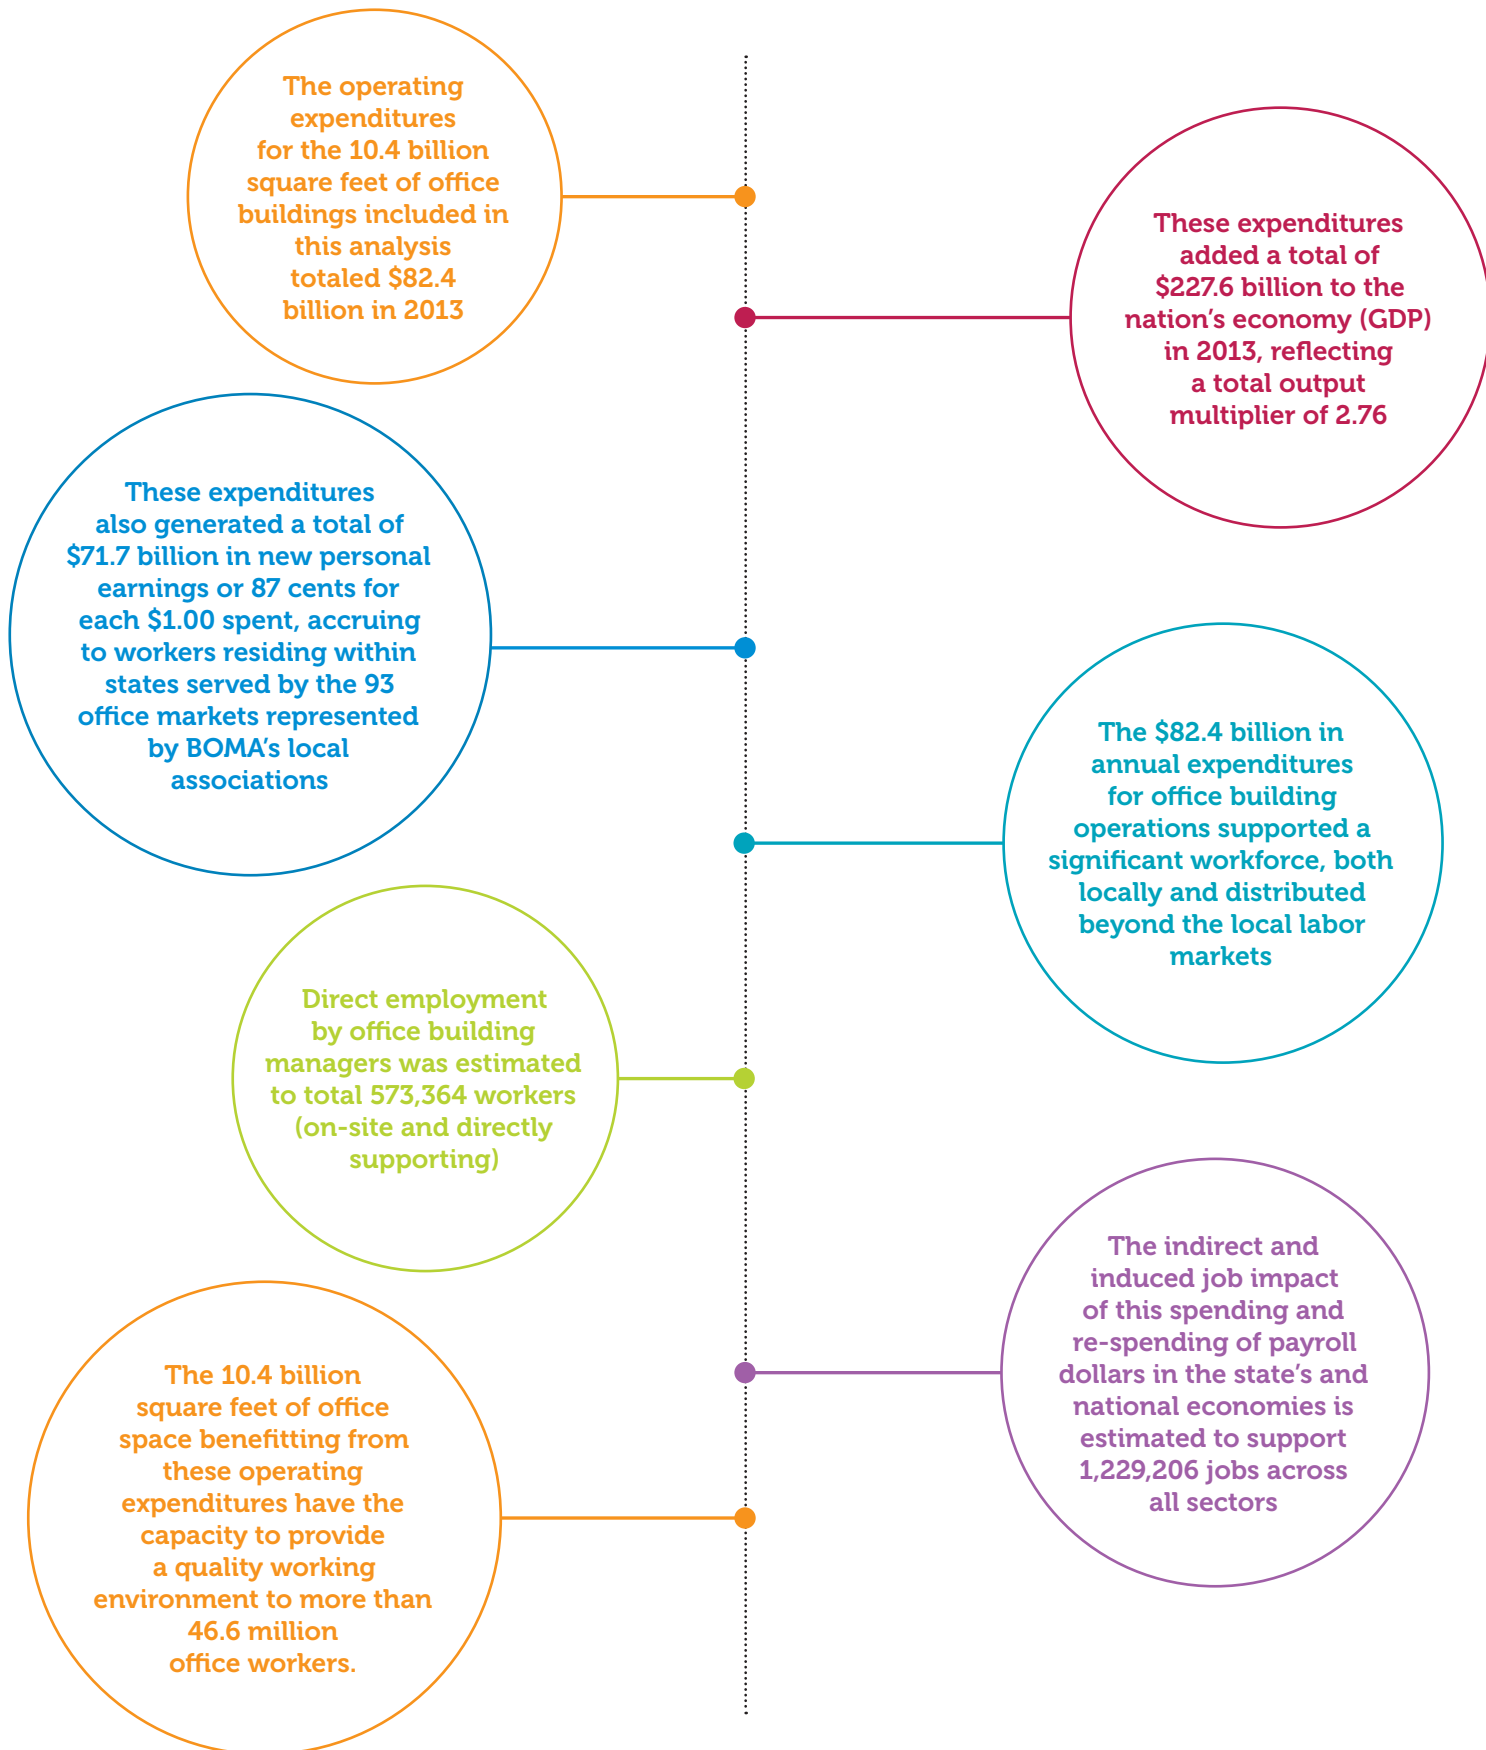 The operating
expenditures
for the 10.4 billion
square feet of office
buildings included in
this analysis
totaled $82.4
billion in 2013
These expenditures
added a total of
$227.6 billion to the
nation’s economy (GDP)
in 2013, reflecting
a total output
multiplier of 2.76
These expenditures
also generated a total of
$71.7 billion in new personal
earnings or 87 cents for
each $1.00 spent, accruing
to workers residing within
states served by the 93
office markets represented
by BOMA’s local
associations
The $82.4 billion in
annual expenditures
for office building
operations supported a
significant workforce, both
locally and distributed
beyond the local labor
markets
Direct employment
by office building
managers was estimated
to total 573,364 workers
(on-site and directly
supporting)
The indirect and
induced job impact
of this spending and
re-spending of payroll
dollars in the state’s and
national economies is
estimated to support
1,229,206 jobs across
all sectors
The 10.4 billion
square feet of office
space benefitting from
these operating
expenditures have the
capacity to provide
a quality working
environment to more than
46.6 million
office workers.